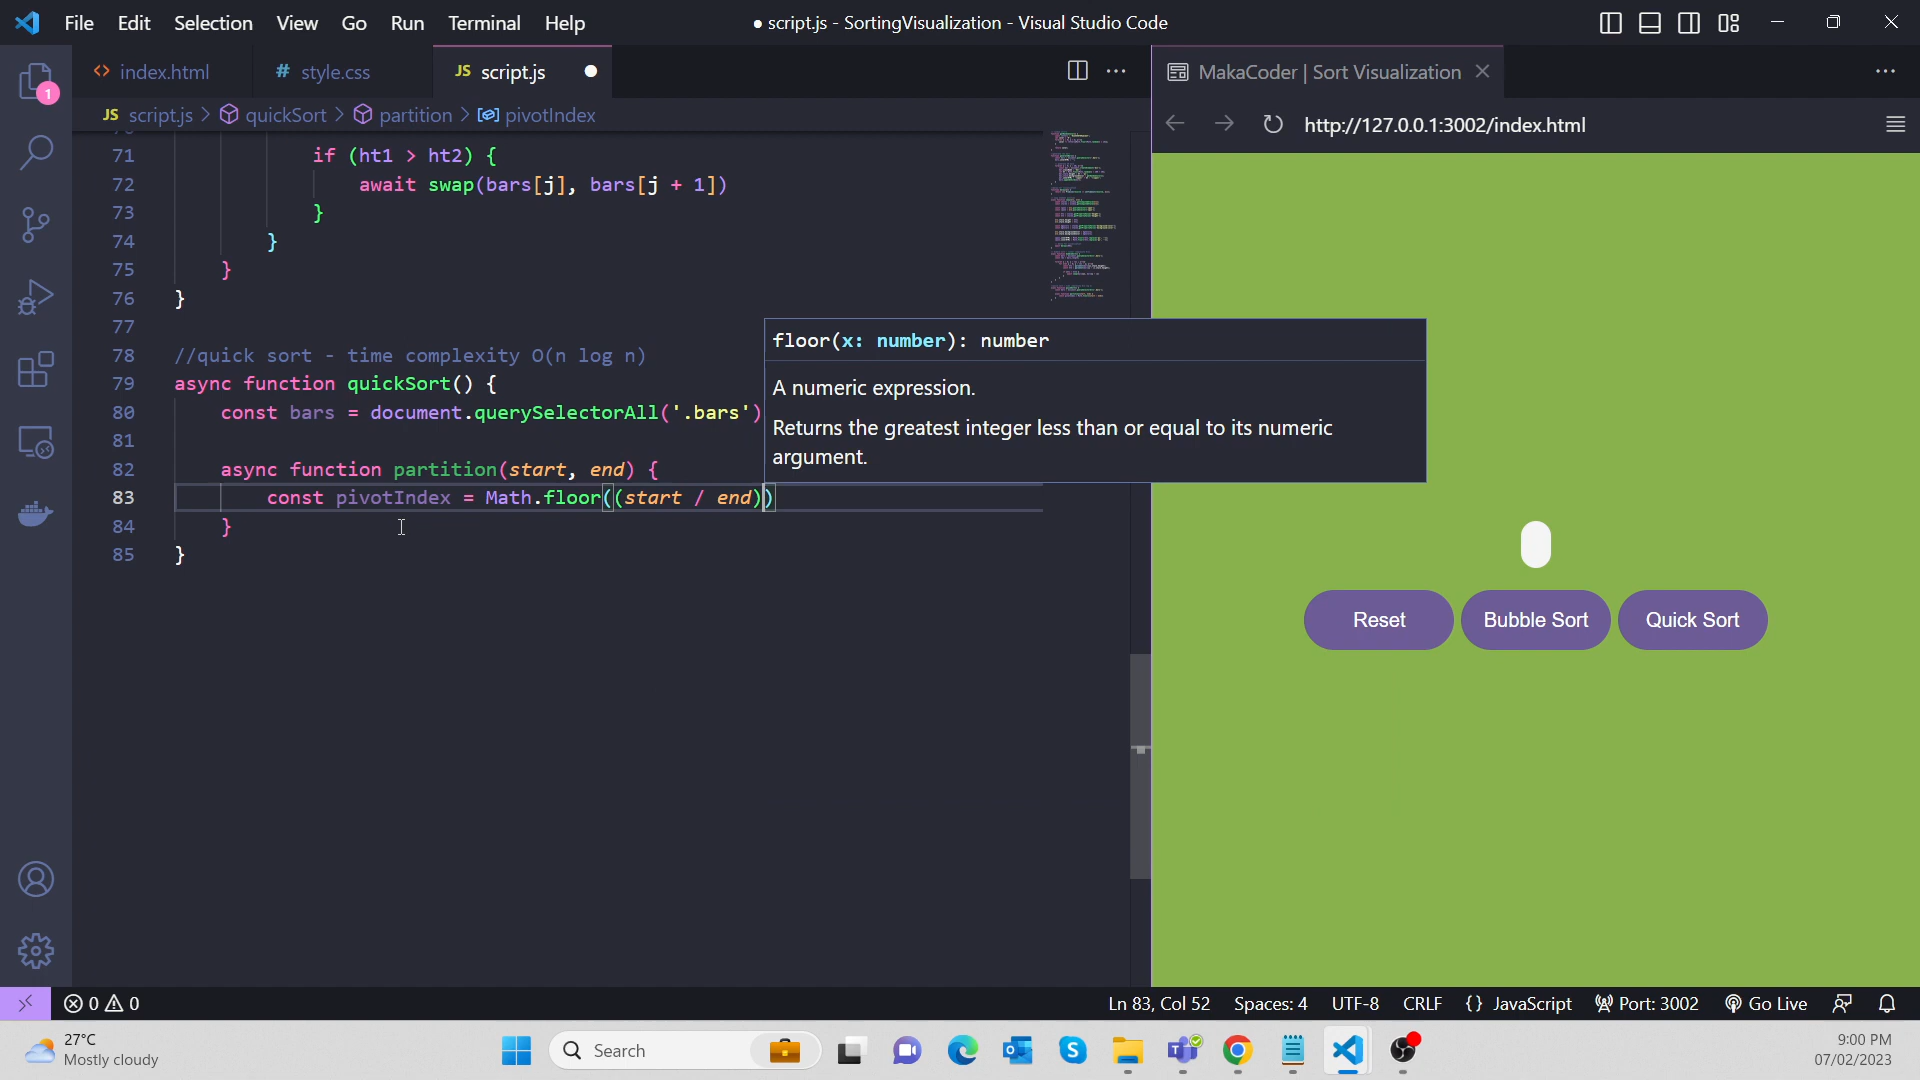 File Edit Selection View Go Run Terminal Help
● script.js - SortingVisualization - Visual Studio Code
index.html
# style.css
JS script.js ●
MakaCoder | Sort Visualization
JS script.js > quickSort > partition > pivotIndex
http://127.0.0.1:3002/index.html
1
71 if (ht1 > ht2) {
72 await swap(bars[j], bars[j + 1])
73 }
74 }
75 }
76 }
77
78 //quick sort - time complexity O(n log n)
79 async function quickSort() {
80 const bars = document.querySelectorAll('.bars')
81
82 async function partition(start, end) {
83 const pivotIndex = Math.floor((start / end))
84 }
85 }
floor(x: number): number
A numeric expression.
Returns the greatest integer less than or equal to its numeric
argument.
Reset
Bubble Sort
Quick Sort
0 0
Ln 83, Col 52 Spaces: 4 UTF-8 CRLF {} JavaScript Port: 3002 Go Live
27°C
Mostly cloudy
Search
9:00 PM
07/02/2023